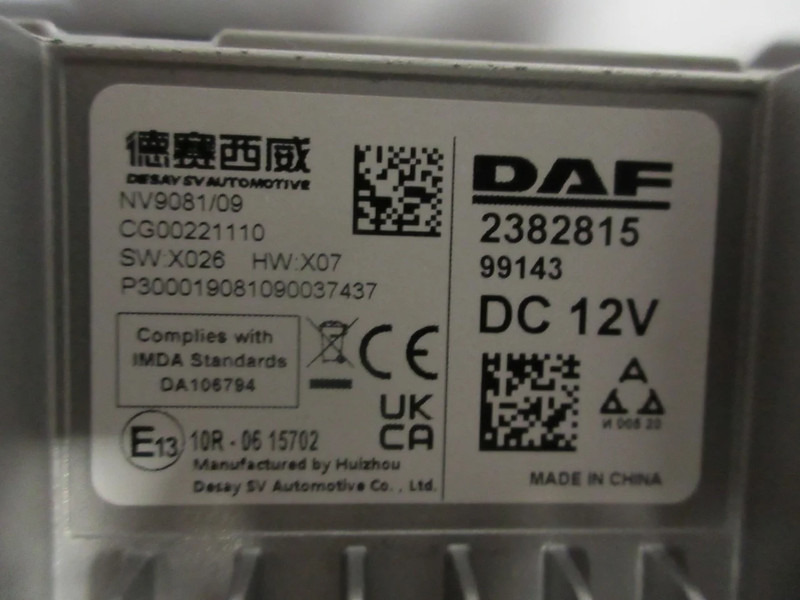 德赛西威
DESAY SV AUTOMOTIVE
NV9081/09
CG00221110
SW:X026 HW:X07
P300019081090037437
Complies with
IMDA Standards
DA106794
CE
UK
CA
E13 10R - 06 15702
Manufactured by Huizhou
Desay SV Automotive Co. , Ltd.
DAF
2382815
99143
DC 12V
MADE IN CHINA